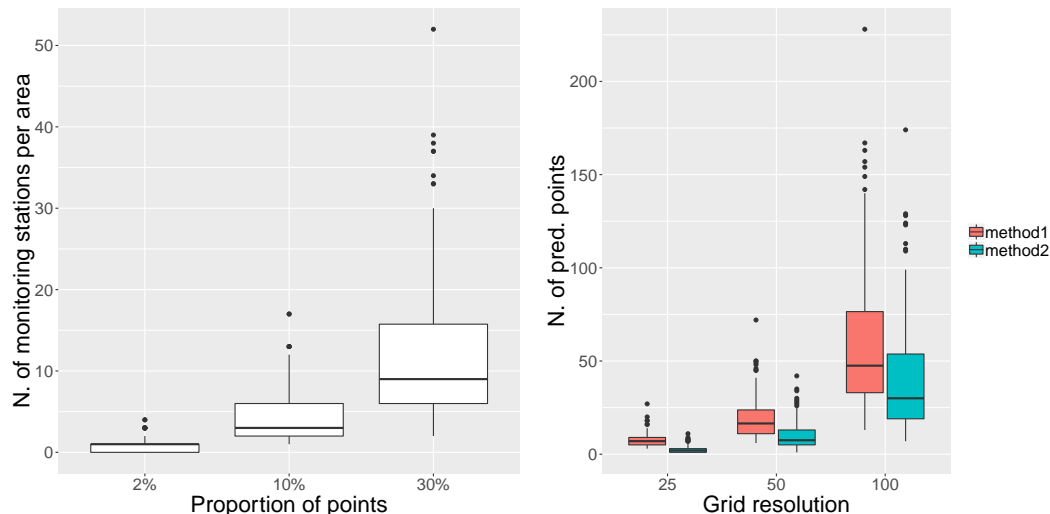 N. of monitoring stations per area
50
40
30
20
10
0
2%
10%
30%
Proportion of points
N. of pred. points
200
150
100
50
0
25
50
100
Grid resolution
method1
method2